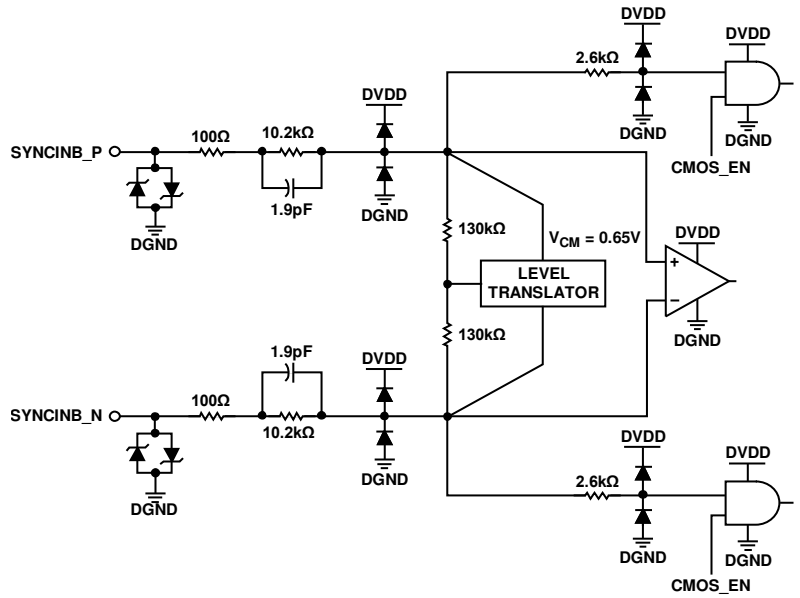 DVDD
2.6kΩ
DVDD
DVDD
100Ω
10.2kΩ
SYNCINB_P
DGND
DGND
CMOS_EN
DGND
1.9pF
DGND
130kΩ
VCM = 0.65V
DVDD
+
LEVEL
TRANSLATOR
−
130kΩ
DGND
1.9pF
DVDD
100Ω
SYNCINB_N
10.2kΩ
DVDD
DVDD
2.6kΩ
DGND
DGND
DGND
DGND
CMOS_EN